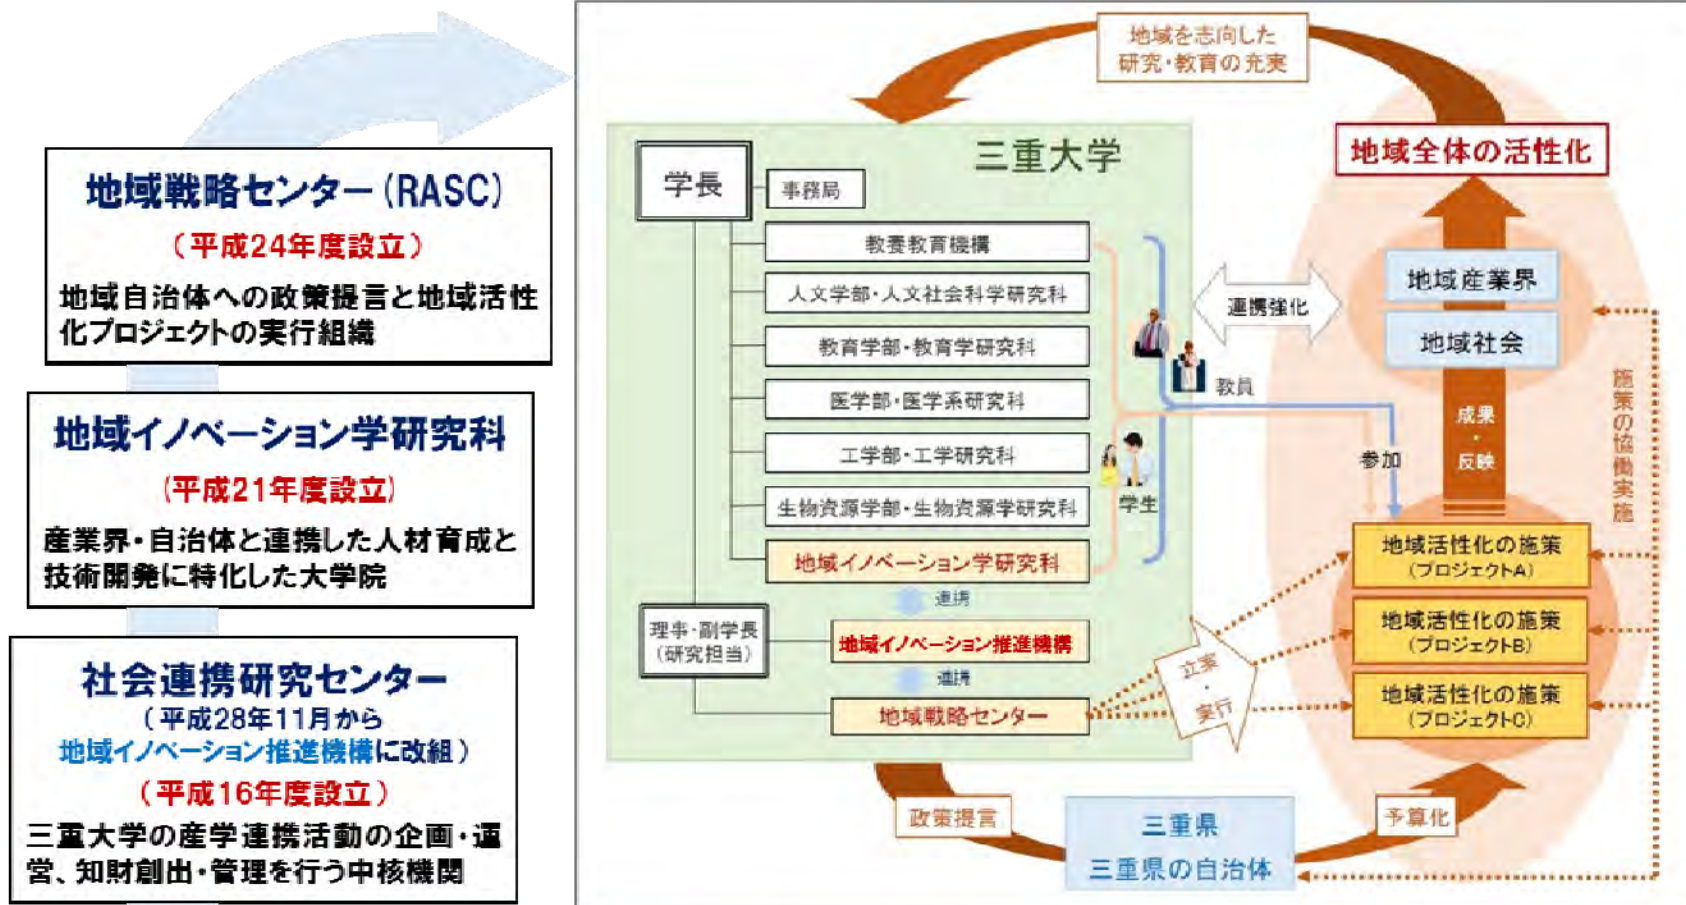 地域戦略センター(RASC)
(平成24年度設立)
地域自治体への政策提言と地域活性
化プロジェクトの実行組織
地域イノベーション学研究科
(平成21年度設立)
産業界・自治体と連携した人材育成と
技術開発に特化した大学院
社会連携研究センター
(平成28年11月から
地域イノベーション推進機構に改組)
(平成16年度設立)
三重大学の産学連携活動の企画・運
営、知財創出・管理を行う中核機関
地域を志向した
研究・教育の充実
三重大学
学長
事務局
教養教育機構
人文学部・人文社会科学研究科
教育学部・教育学研究科
医学部・医学系研究科
工学部・工学研究科
生物資源学部・生物資源学研究科
地域イノベーション学研究科
連携
理事・副学長
(研究担当)
地域イノベーション推進機構
連携
地域戦略センター
教員
学生
連携強化
参加
立案
・
実行
地域全体の活性化
地域産業界
地域社会
成果
・
反映
施策の協働実施
地域活性化の施策
(プロジェクトA)
地域活性化の施策
(プロジェクトB)
地域活性化の施策
(プロジェクトC)
政策提言
三重県
三重県の自治体
予算化